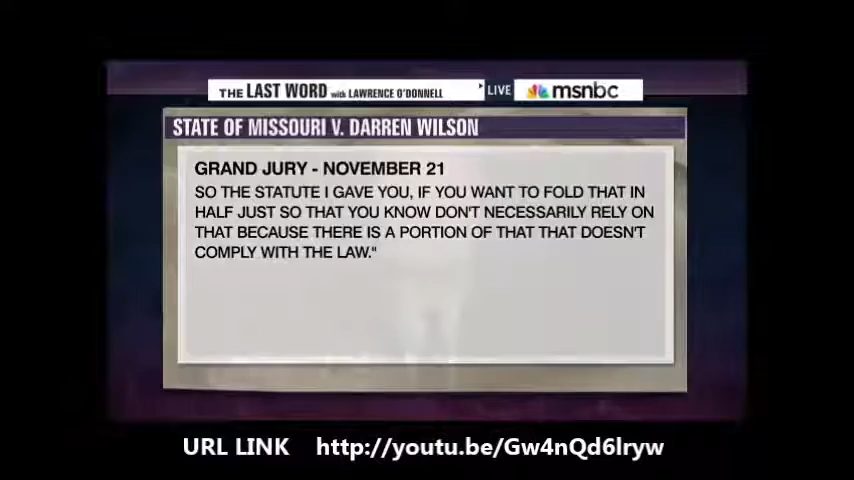 THE LAST WORD with LAWRENCE O'DONNELL LIVE msnbc
STATE OF MISSOURI V. DARREN WILSON
GRAND JURY - NOVEMBER 21
SO THE STATUTE I GAVE YOU, IF YOU WANT TO FOLD THAT IN
HALF JUST SO THAT YOU KNOW DON'T NECESSARILY RELY ON
THAT BECAUSE THERE IS A PORTION OF THAT THAT DOESN'T
COMPLY WITH THE LAW."
URL LINK http://youtu.be/Gw4nQd6lryw